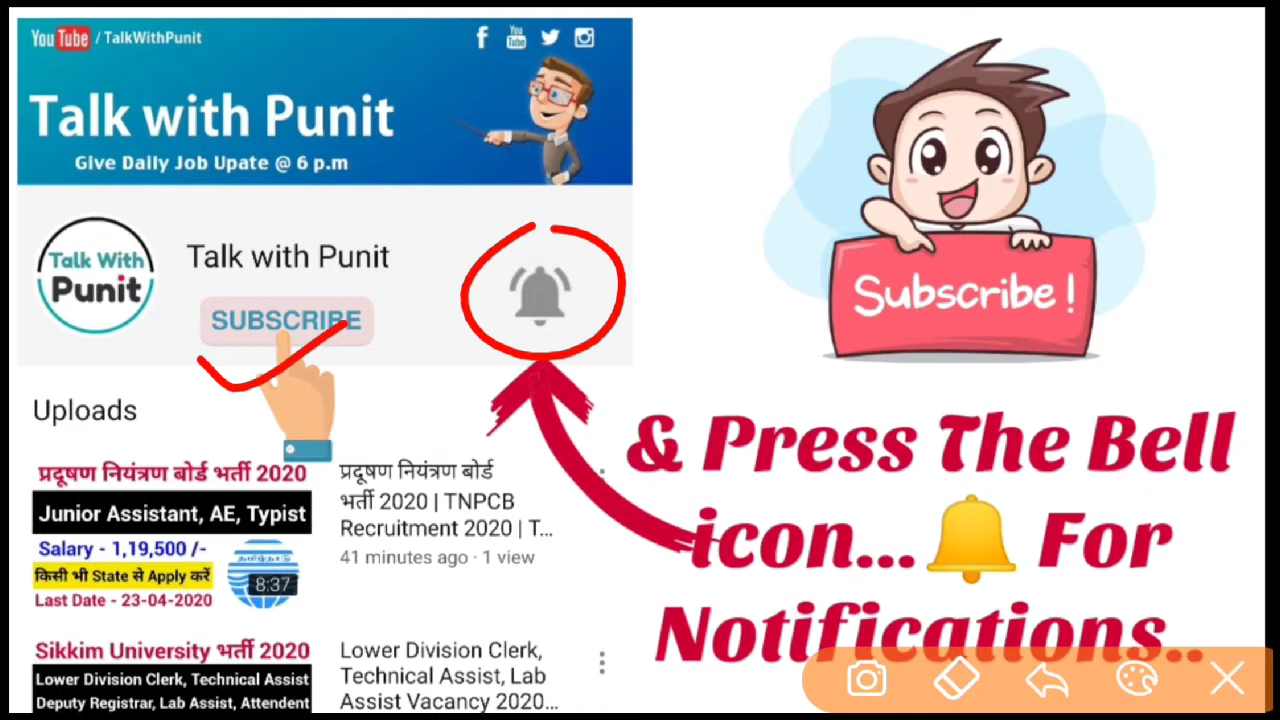 YouTube / TalkWithPunit
You Tube
Talk with Punit
Give Daily Job Upate @ 6 p.m
Talk With
Punit
Talk with Punit
SUBSCRIBE
Subscribe!
& Press The Bell
icon... For
Notifications..
Uploads
प्रदूषण नियंत्रण बोर्ड भर्ती 2020
Junior Assistant, AE, Typist
Salary - 1,19,500 /-
किसी भी State से Apply करें
Last Date - 23-04-2020
8:37
प्रदूषण नियंत्रण बोर्ड
भर्ती 2020 | TNPCB
Recruitment 2020 | T...
41 minutes ago · 1 view
Sikkim University भर्ती 2020
Lower Division Clerk, Technical Assist
Deputy Registrar, Lab Assist, Attendent
Lower Division Clerk,
Technical Assist, Lab
Assist Vacancy 2020...